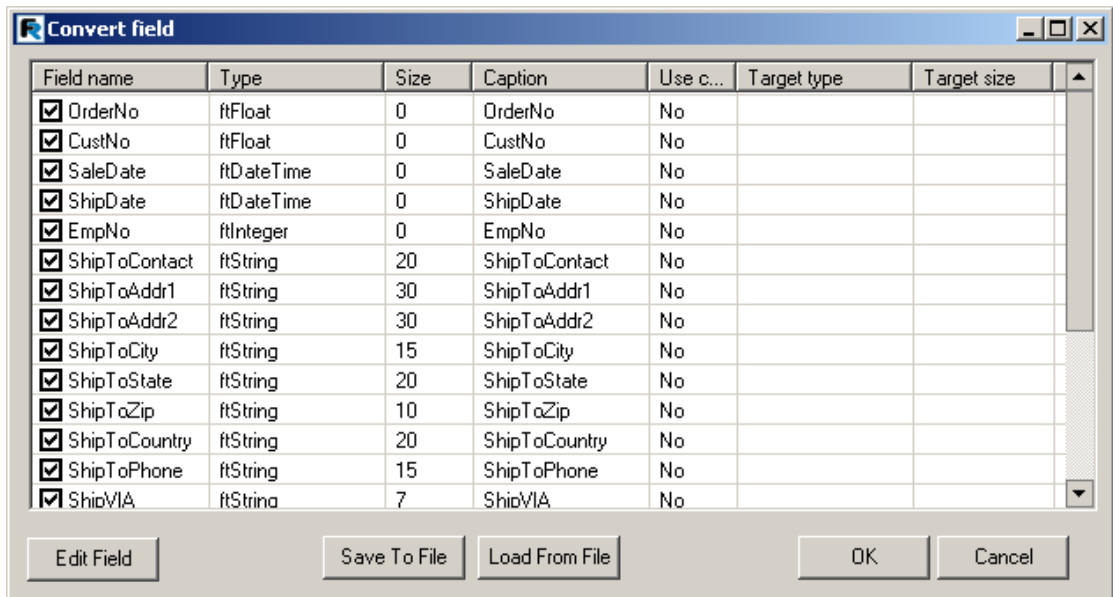 Convert field
Field name Type Size Caption Use c... Target type Target size
OrderNo ftFloat 0 OrderNo No
CustNo ftFloat 0 CustNo No
SaleDate ftDateTime 0 SaleDate No
ShipDate ftDateTime 0 ShipDate No
EmpNo ftInteger 0 EmpNo No
ShipToContact ftString 20 ShipToContact No
ShipToAddr1 ftString 30 ShipToAddr1 No
ShipToAddr2 ftString 30 ShipToAddr2 No
ShipToCity ftString 15 ShipToCity No
ShipToState ftString 20 ShipToState No
ShipToZip ftString 10 ShipToZip No
ShipToCountry ftString 20 ShipToCountry No
ShipToPhone ftString 15 ShipToPhone No
ShipVIA ftString 7 ShipVIA No
Edit Field Save To File Load From File OK Cancel